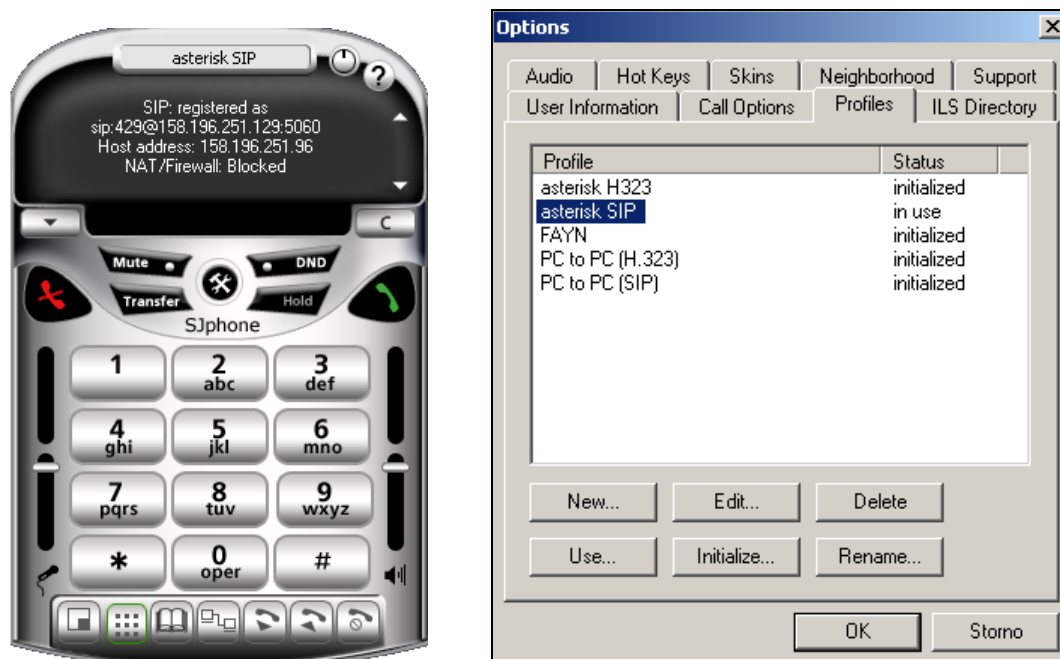 asterisk SIP
?
SIP: registered as
sip:429@158.196.251.129:5060
Host address: 158.196.251.96
NAT/Firewall: Blocked
C
Mute DND
Transfer Hold
SJphone
1 2 3
abc def
4 5 6
ghi jkl mno
7 8 9
pqrs tuv wxyz
* 0 #
oper
Options
Audio Hot Keys Skins Neighborhood Support
User Information Call Options Profiles ILS Directory
Profile Status
asterisk H323 initialized
asterisk SIP in use
FAYN initialized
PC to PC (H.323) initialized
PC to PC (SIP) initialized
New... Edit... Delete
Use... Initialize... Rename...
OK Storno